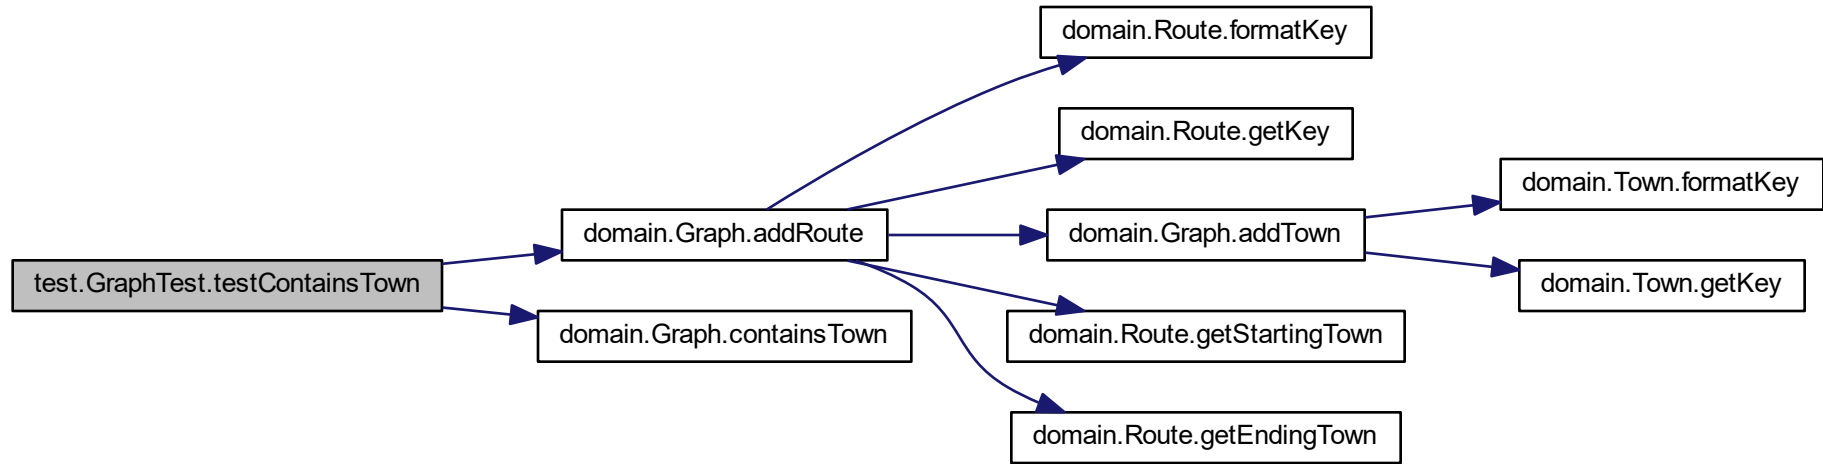 domain.Route.formatKey
domain.Route.getKey
domain.Town.formatKey
domain.Graph.addRoute
domain.Graph.addTown
test.GraphTest.testContainsTown
domain.Town.getKey
domain.Graph.containsTown
domain.Route.getStartingTown
domain.Route.getEndingTown